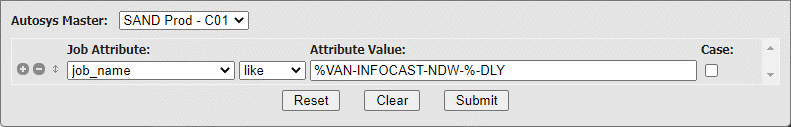 Autosys Master: SAND Prod - C01
Job Attribute: Attribute Value: Case:
job_name like %VAN-INFOCAST-NDW-%-DLY
Reset Clear Submit